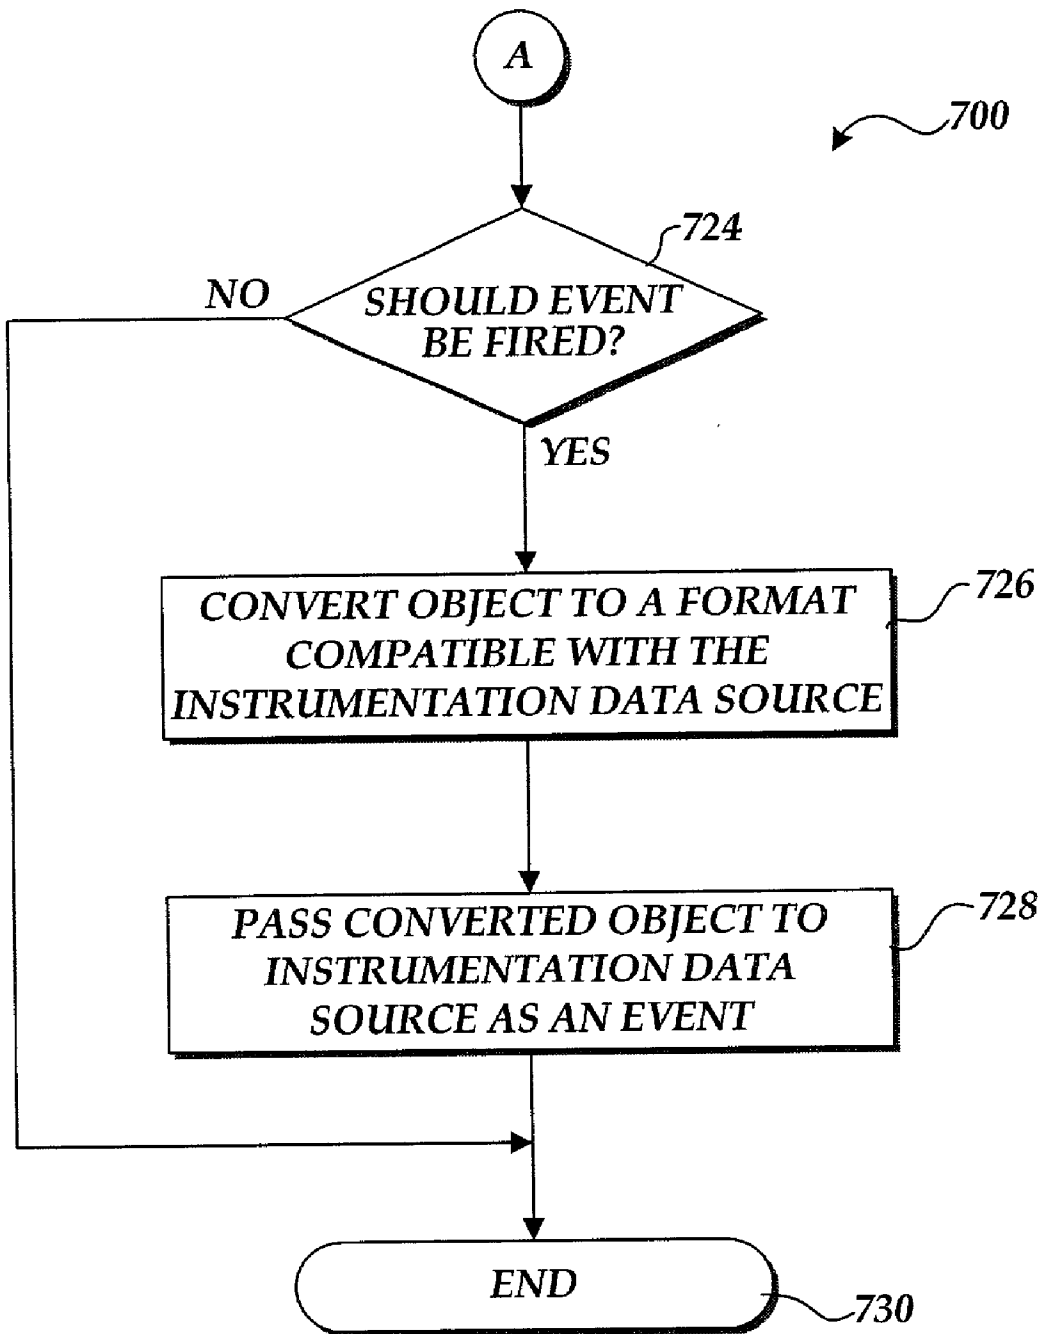 A
700
724
NO
SHOULD EVENT
BE FIRED?
YES
726
CONVERT OBJECT TO A FORMAT
COMPATIBLE WITH THE
INSTRUMENTATION DATA SOURCE
728
PASS CONVERTED OBJECT TO
INSTRUMENTATION DATA
SOURCE AS AN EVENT
END
730